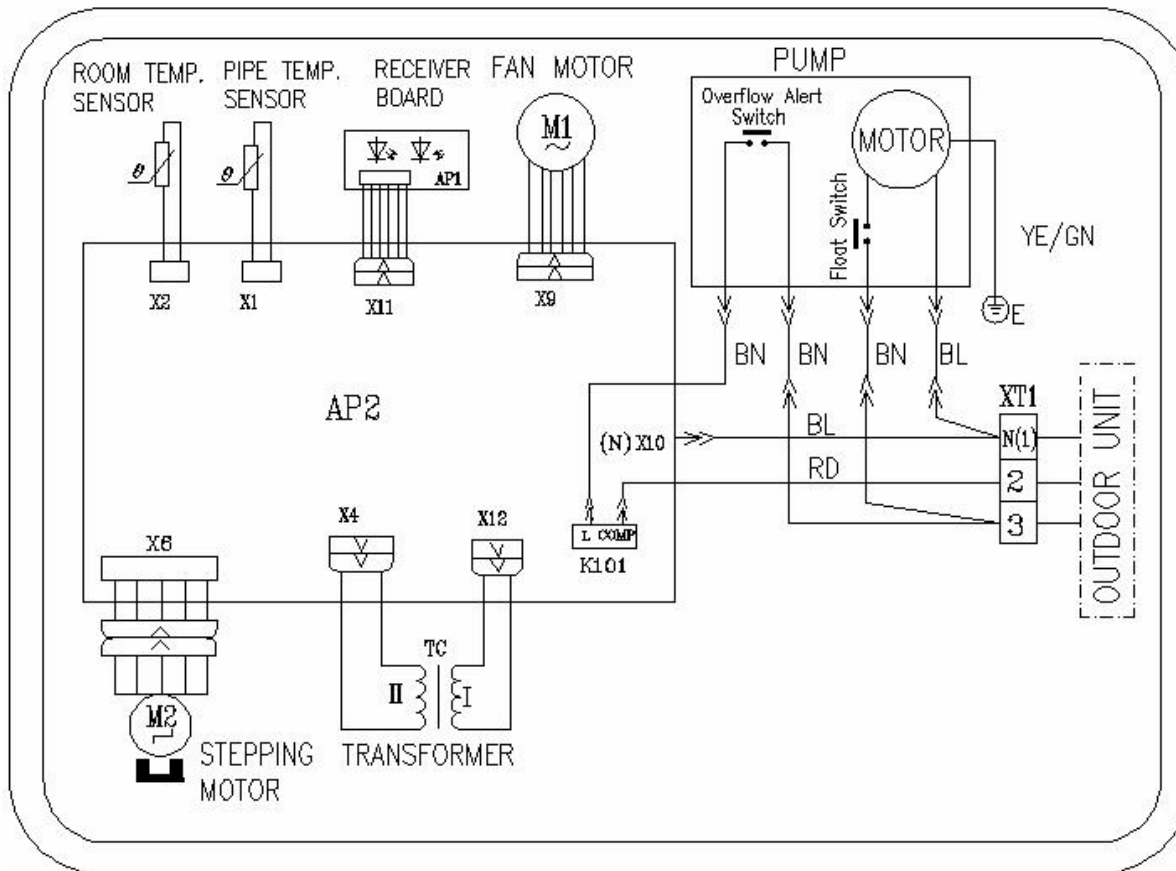 ROOM TEMP.
SENSOR
PIPE TEMP.
SENSOR
RECEIVER
BOARD
FAN MOTOR
PUMP
Overflow Alert
Switch
M1
MOTOR
θ
θ
AP1
Float Switch
YE/GN
X2
X1
X11
X9
E
BN
BN
BN
BL
XT1
AP2
(N) X10
BL
N(1)
RD
2
3
OUTDOOR UNIT
X4
X12
L COMP
K101
X6
TC
II
I
M2
STEPPING
MOTOR
TRANSFORMER